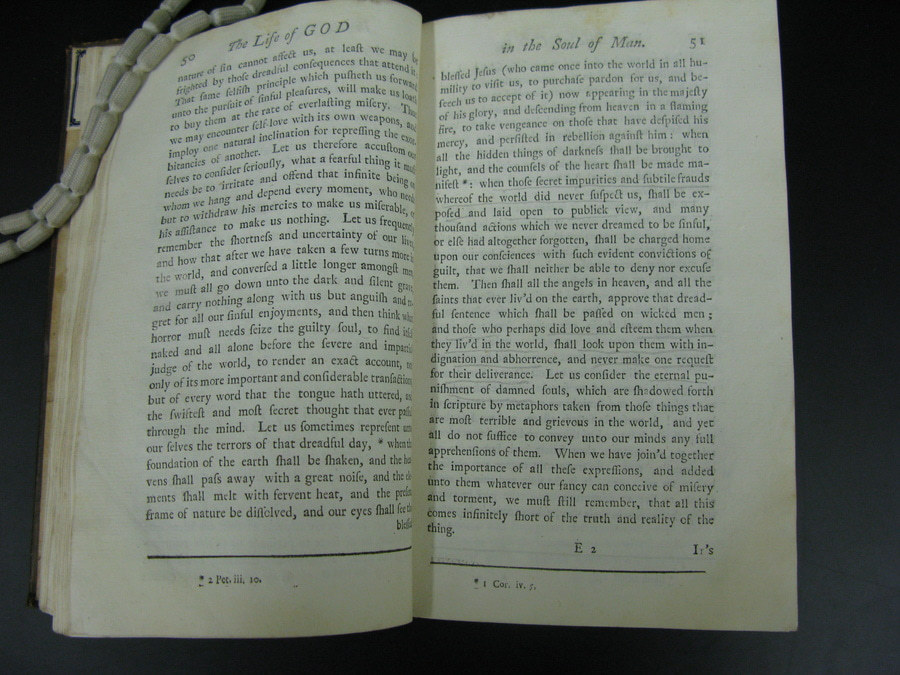 50 The Life of GOD
nature of ſin cannot affect us, at leaſt we may be
frighted by thoſe dreadful conſequences that attend it.
That ſame ſelfiſh principle which puſheth us forward
unto the purſuit of ſinful pleaſures, will make us loath
to buy them at the rate of everlaſting miſery. Thus
we may encounter ſelf-love with its own weapons, and
imploy one natural inclination for repreſſing the exor-
bitancies of another. Let us therefore accuſtom our
ſelves to conſider ſeriouſly, what a fearful thing it muſt
needs be to irritate and offend that infinite being on
whom we hang and depend every moment, who needs
but to withdraw his mercies to make us miſerable, or
his aſſiſtance to make us nothing. Let us frequently
remember the ſhortneſs and uncertainty of our lives
and how that after we have taken a few turns more in
the world, and converſed a little longer amongſt men
we muſt all go down unto the dark and ſilent grave
and carry nothing along with us but anguiſh and re-
gret for all our ſinful enjoyments, and then think what
horror muſt needs ſeize the guilty ſoul, to find itſelf
naked and all alone before the ſevere and impartial
judge of the world, to render an exact account, not
only of its more important and conſiderable tranſactions
but of every word that the tongue hath uttered, and
the ſwifteſt and moſt ſecret thought that ever paſſed
through the mind. Let us ſometimes repreſent unto
our ſelves the terrors of that dreadful day, * when the
foundation of the earth ſhall be ſhaken, and the hea-
vens ſhall paſs away with a great noiſe, and the ele-
ments ſhall melt with fervent heat, and the preſent
frame of nature be diſſolved, and our eyes ſhall ſee the
bleſſed
* 2 Pet. iii. 10.
in the Soul of Man. 51
bleſſed Jeſus (who came once into the world in all hu-
mility to viſit us, to purchaſe pardon for us, and be-
ſeech us to accept of it) now appearing in the majeſty
of his glory, and deſcending from heaven in a flaming
fire, to take vengeance on thoſe that have deſpiſed his
mercy, and perſiſted in rebellion againſt him: when
all the hidden things of darkneſs ſhall be brought to
light, and the counſels of the heart ſhall be made ma-
nifeſt *: when thoſe ſecret impurities and ſubtile frauds
whereof the world did never ſuſpect us, ſhall be ex-
poſed and laid open to publick view, and many
thouſand actions which we never dreamed to be ſinful,
or elſe had altogether forgotten, ſhall be charged home
upon our conſciences with ſuch evident convictions of
guilt, that we ſhall neither be able to deny nor excuſe
them. Then ſhall all the angels in heaven, and all the
ſaints that ever liv'd on the earth, approve that dread-
ful ſentence which ſhall be paſſed on wicked men;
and thoſe who perhaps did love and eſteem them when
they liv'd in the world, ſhall look upon them with in-
dignation and abhorrence, and never make one requeſt
for their deliverance. Let us conſider the eternal pu-
niſhment of damned ſouls, which are ſhadowed forth
in ſcripture by metaphors taken from thoſe things that
are moſt terrible and grievous in the world, and yet
all do not ſuffice to convey unto our minds any full
apprehenſions of them. When we have join'd together
the importance of all theſe expreſſions, and added
unto them whatever our fancy can conceive of miſery
and torment, we muſt ſtill remember, that all this
comes infinitely ſhort of the truth and reality of the
thing.
E 2 It's
* 1 Cor. iv. 5.